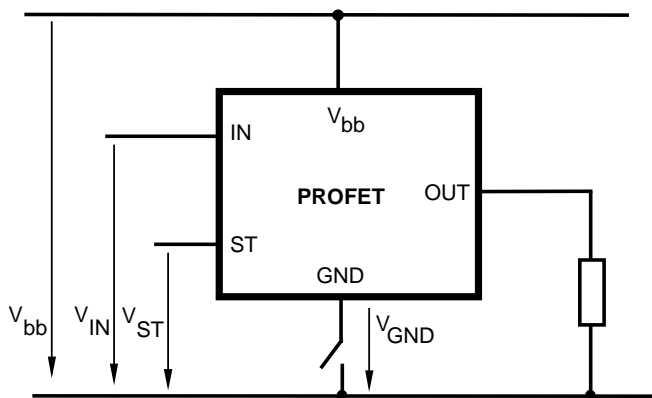 V_bb
IN
PROFET
OUT
ST
GND
V_bb
V_IN
V_ST
V_GND